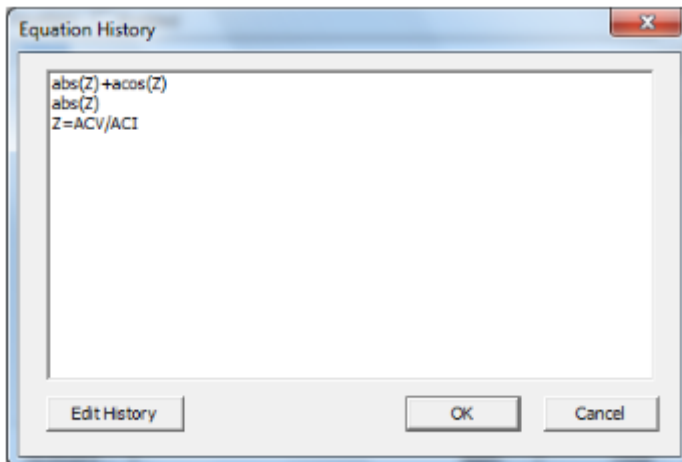 Equation History
abs(Z)+acos(Z)
abs(Z)
Z=ACV/ACI
Edit History
OK
Cancel